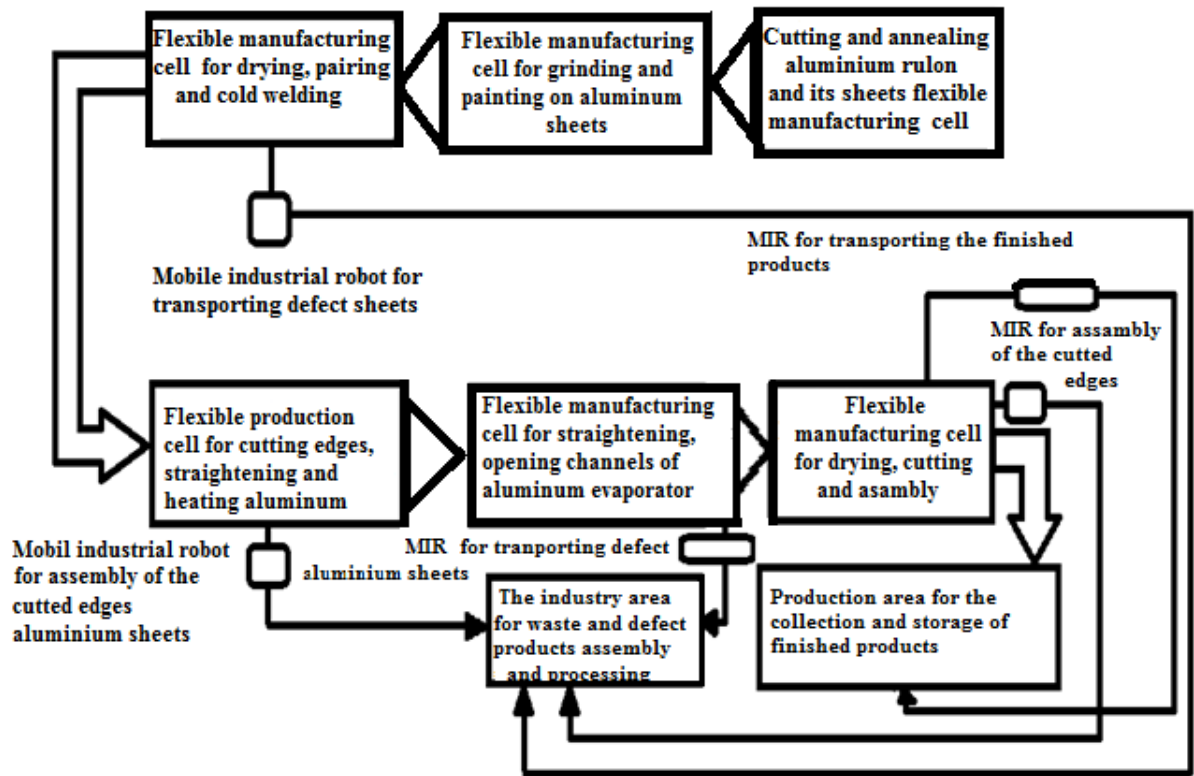 Flexible manufacturing
cell for drying, pairing
and cold welding
Flexible manufacturing
cell for grinding and
painting on aluminum
sheets
Cutting and annealing
aluminium rulon
and its sheets flexible
manufacturing cell
Mobile industrial robot for
transporting defect sheets
MIR for transporting the finished
products
MIR for assambly
of the cutted
edges
Flexible production
cell for cutting edges,
straightening and
heating aluminum
Flexible manufacturing
cell for straightening,
opening channels of
aluminum evaporator
Flexible
manufacturing cell
for drying, cutting
and asambly
Mobil industrial robot
for assembly of the
cutted edges
aluminium sheets
MIR for tranporting defect
aluminium sheets
The industry area
for waste and defect
products assembly
and processing
Production area for the
collection and storage of
finished products